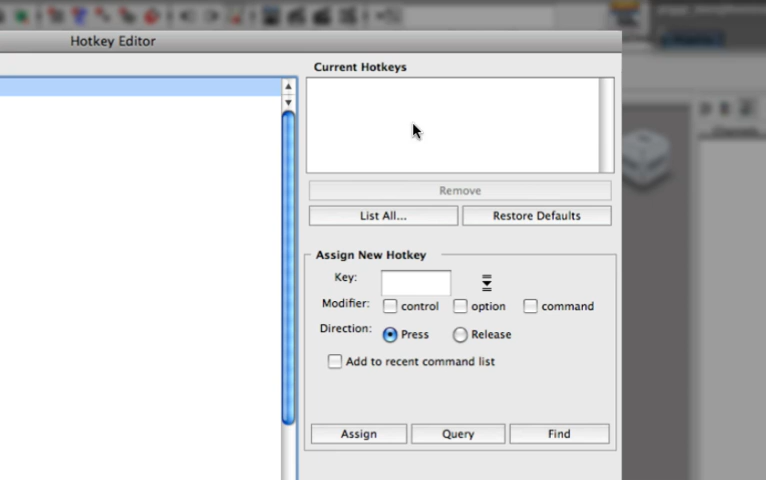 Hotkey Editor
Current Hotkeys
Remove
List All...
Restore Defaults
Assign New Hotkey
Key:
Modifier: control option command
Direction: Press Release
Add to recent command list
Assign Query Find